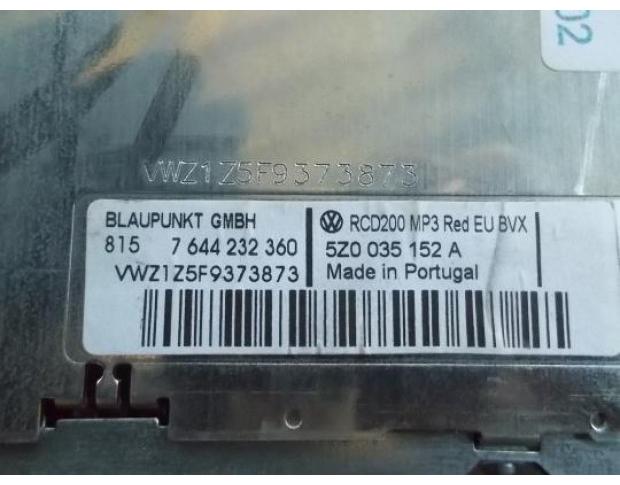 02
VWZ1Z5F9373873
BLAUPUNKT GMBH
815 7 644 232 360
VWZ1Z5F9373873
RCD200 MP3 Red EU BVX
5Z0 035 152 A
Made in Portugal